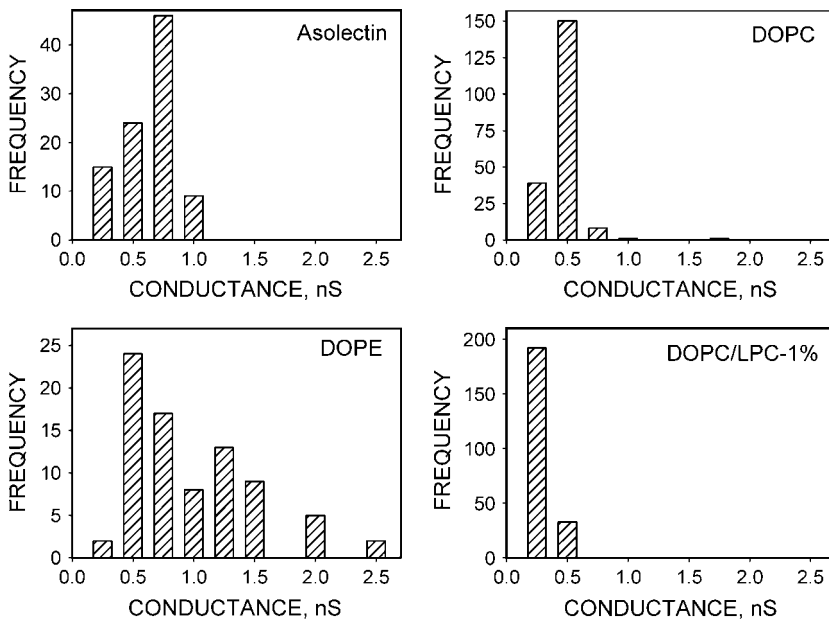 Asolectin
FREQUENCY
40
30
20
10
0
0.0 0.5 1.0 1.5 2.0 2.5
CONDUCTANCE, nS
DOPC
FREQUENCY
150
125
100
75
50
25
0
0.0 0.5 1.0 1.5 2.0 2.5
CONDUCTANCE, nS
DOPE
FREQUENCY
25
20
15
10
5
0
0.0 0.5 1.0 1.5 2.0 2.5
CONDUCTANCE, nS
DOPC/LPC-1%
FREQUENCY
200
150
100
50
0
0.0 0.5 1.0 1.5 2.0 2.5
CONDUCTANCE, nS